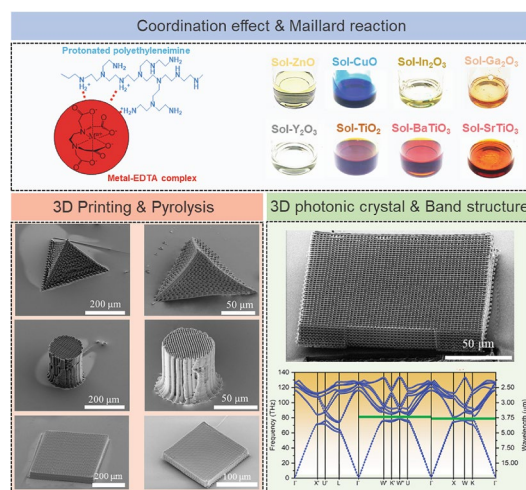 Coordination effect & Maillard reaction
Protonated polyethyleneimine
Metal-EDTA complex
Sol-ZnO Sol-CuO Sol-In₂O₃ Sol-Ga₂O₃
Sol-Y₂O₃ Sol-TiO₂ Sol-BaTiO₃ Sol-SrTiO₃
3D Printing & Pyrolysis
200 μm 50 μm
200 μm 50 μm
200 μm 100 μm
3D photonic crystal & Band structure
50 μm
Frequency (THz)
140
120
100
80
60
40
20
0
Γ X' U' L Γ W' K' W'' U Γ X W K Γ
2.50
3.00
3.75
5.00
7.50
15.00
Wavelength (μm)